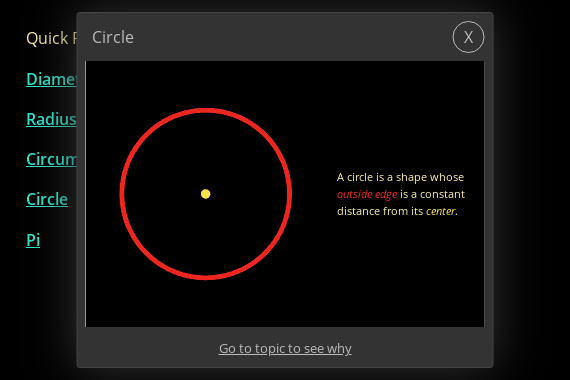 Circle
X
Quick
Diame
Radius
Circum
Circle
Pi
A circle is a shape whose
outside edge is a constant
distance from its center.
Go to topic to see why